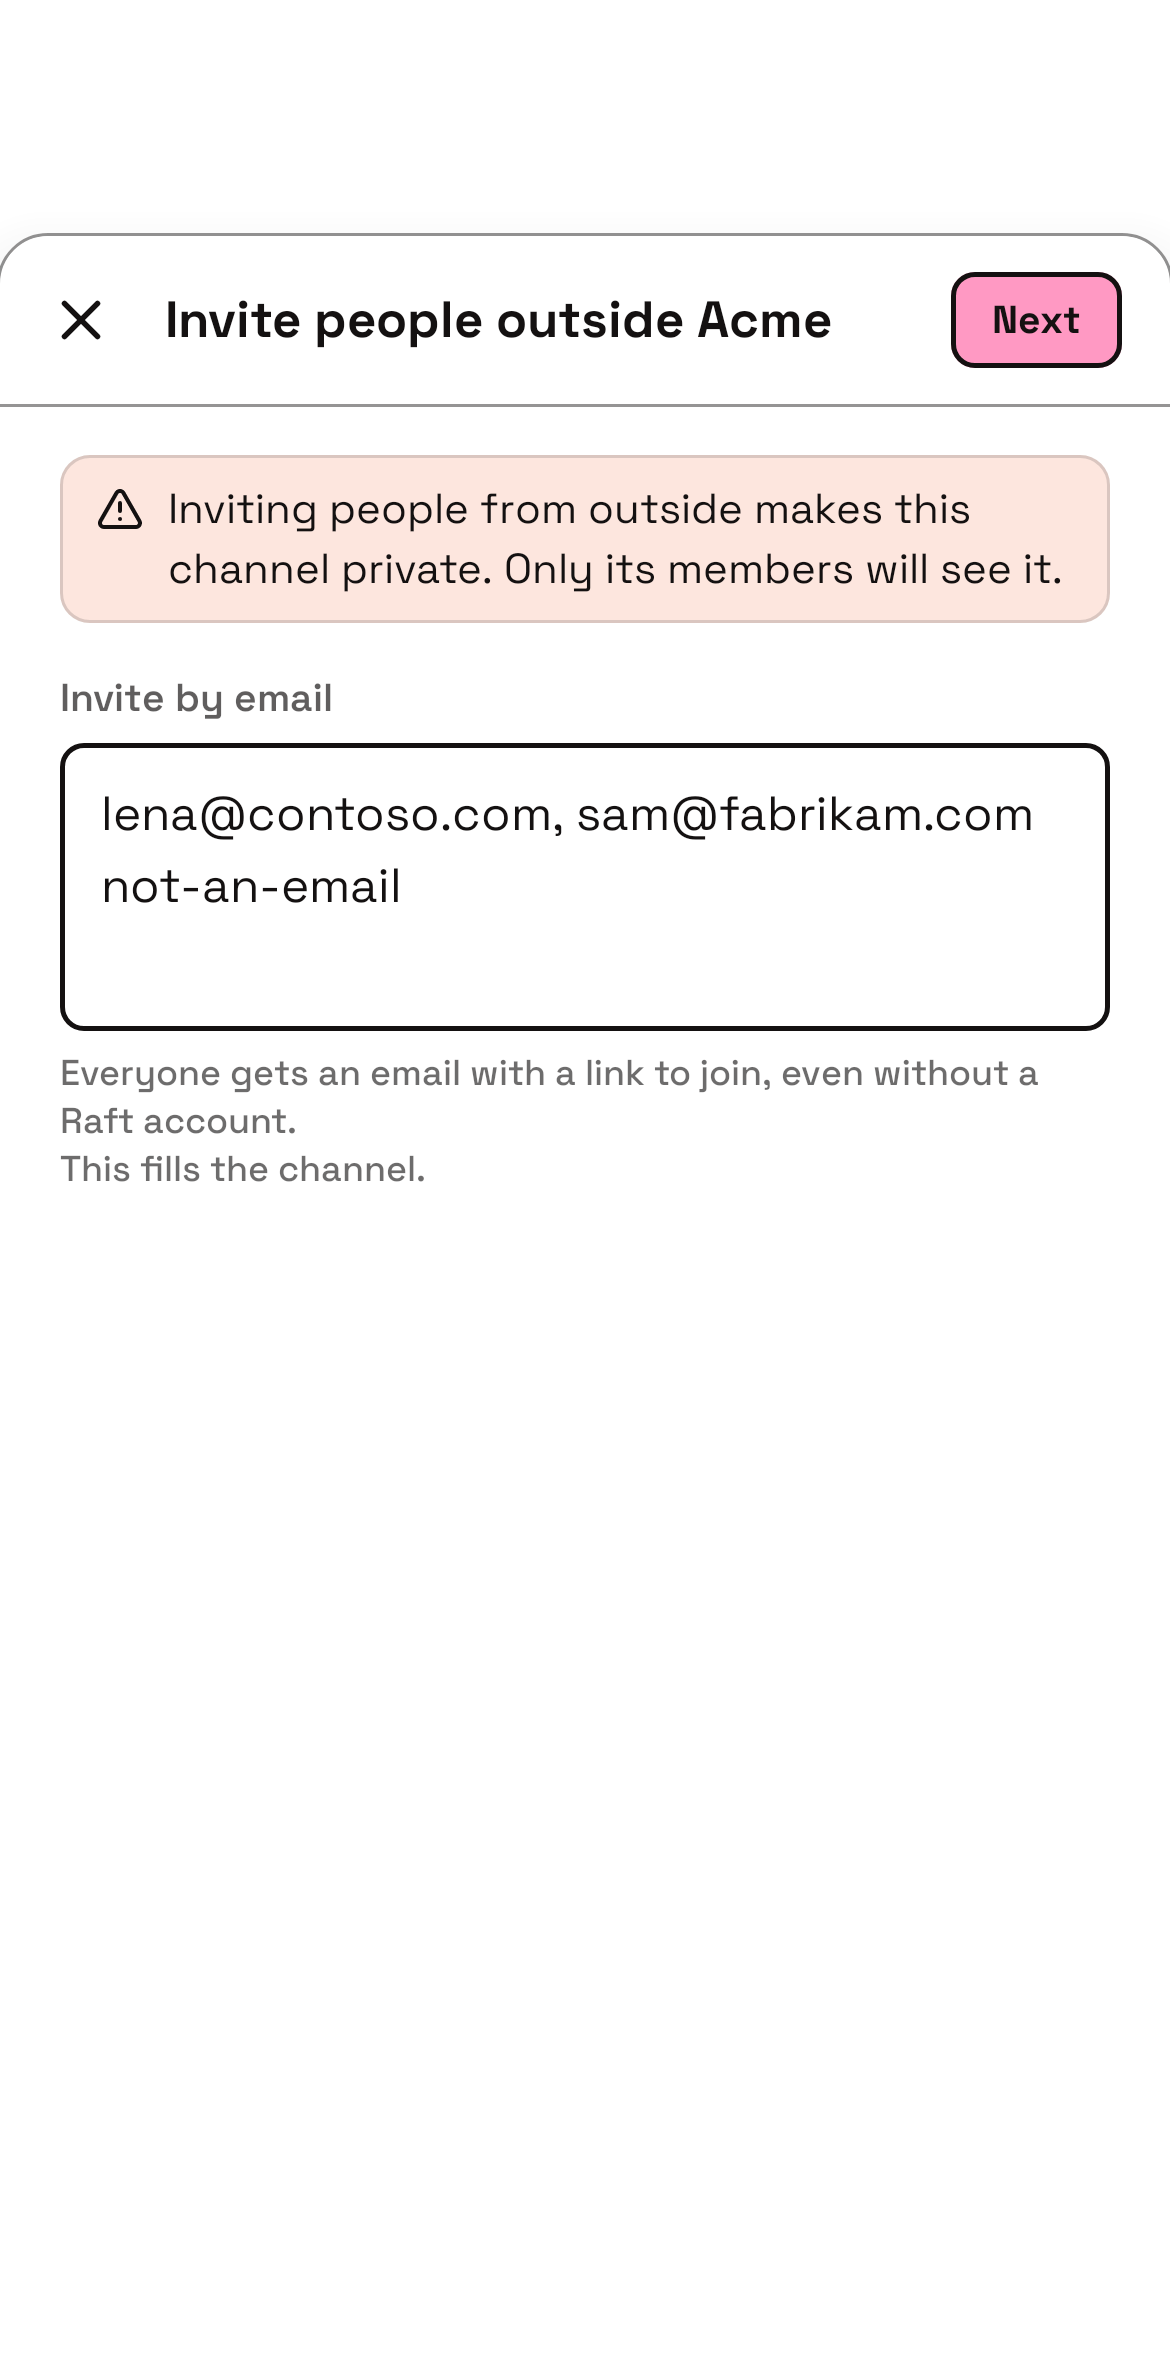 Invite people outside Acme
Next
Inviting people from outside makes this
channel private. Only its members will see it.
Invite by email
lena@contoso.com, sam@fabrikam.com
not-an-email
Everyone gets an email with a link to join, even without a
Raft account.
This fills the channel.